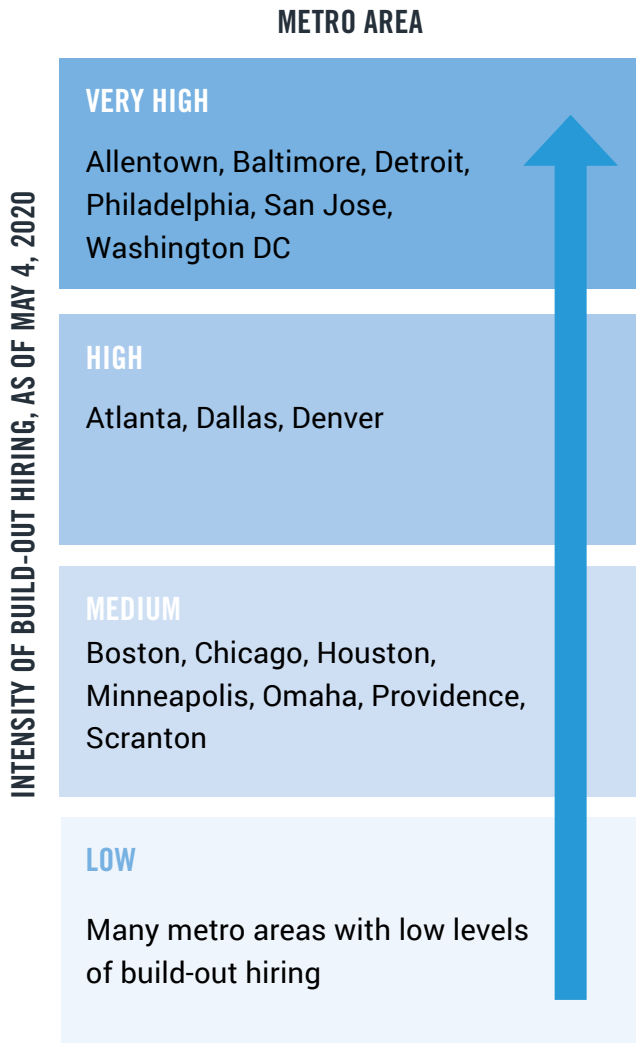 METRO AREA
INTENSITY OF BUILD-OUT HIRING, AS OF MAY 4, 2020
VERY HIGH
Allentown, Baltimore, Detroit,
Philadelphia, San Jose,
Washington DC
HIGH
Atlanta, Dallas, Denver
MEDIUM
Boston, Chicago, Houston,
Minneapolis, Omaha, Providence,
Scranton
LOW
Many metro areas with low levels
of build-out hiring